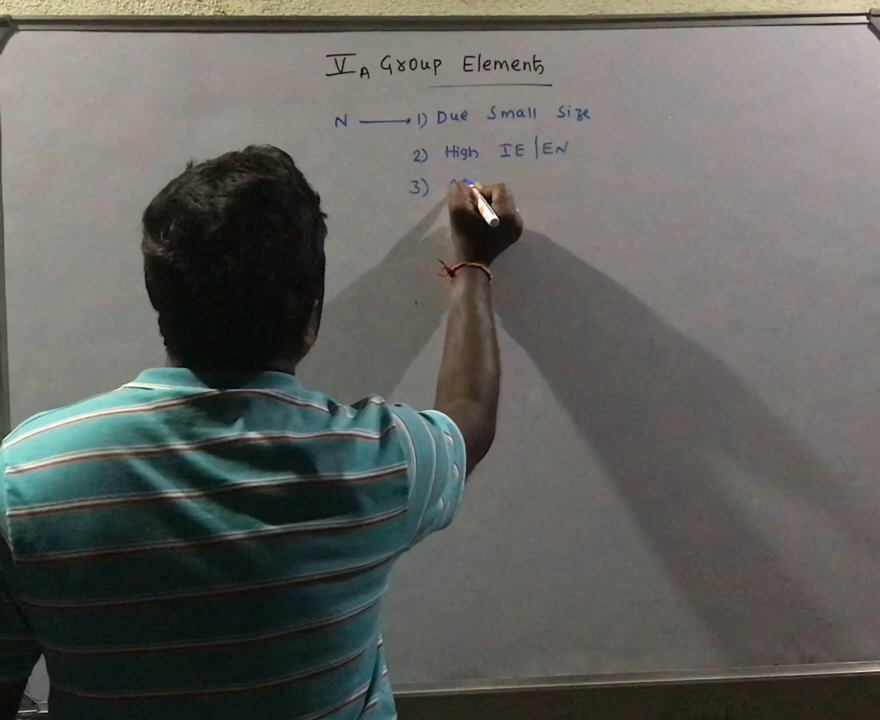 V A Group Elements
N ⟶ 1) Due Small Size
2) High IE | EN
3)